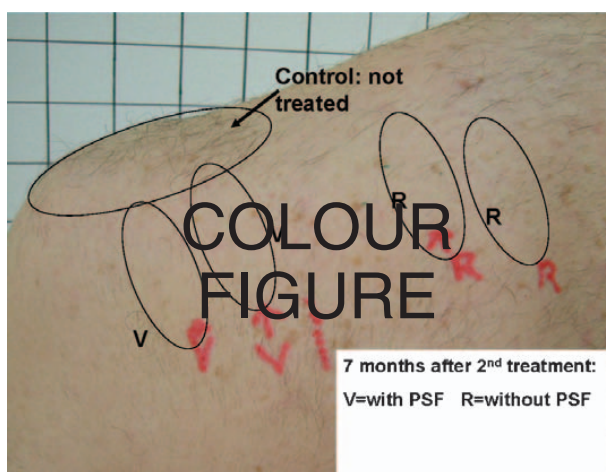 Control: not
treated
R
R
V
COLOUR
R
R
R
FIGURE
V
V
V
7 months after 2nd treatment:
V=with PSF R=without PSF